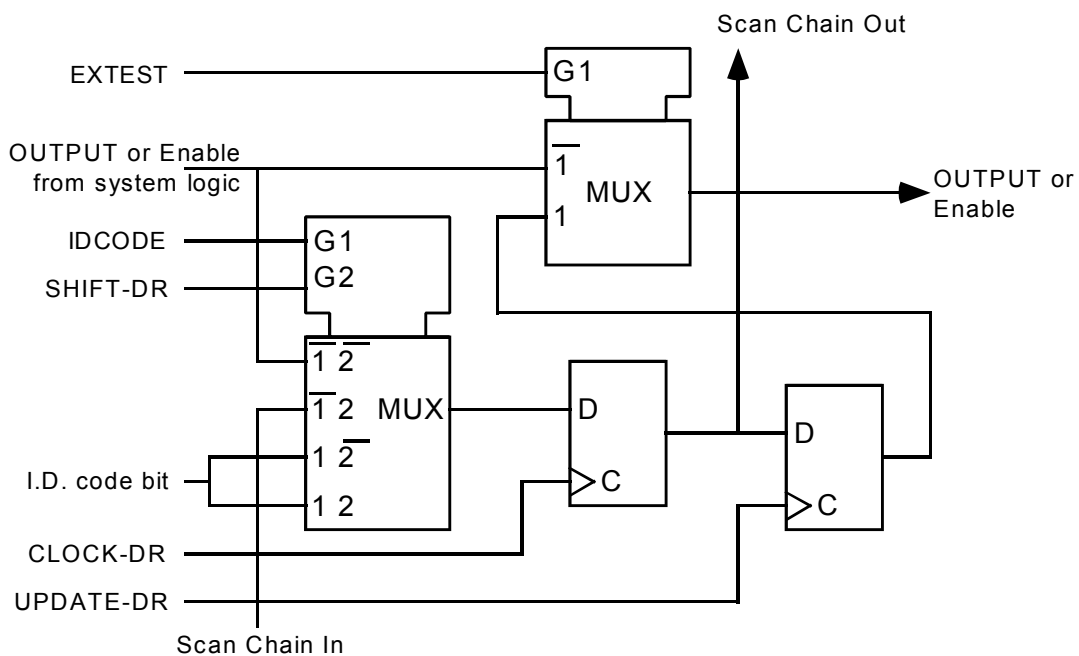 Scan Chain Out
EXTEST
G1
OUTPUT or Enable
from system logic
1̅
MUX
1
OUTPUT or
Enable
IDCODE
G1
SHIFT-DR
G2
1̅ 2̅
1̅ 2
MUX
D
D
1 2̅
I.D. code bit
1 2
C
C
CLOCK-DR
UPDATE-DR
Scan Chain In